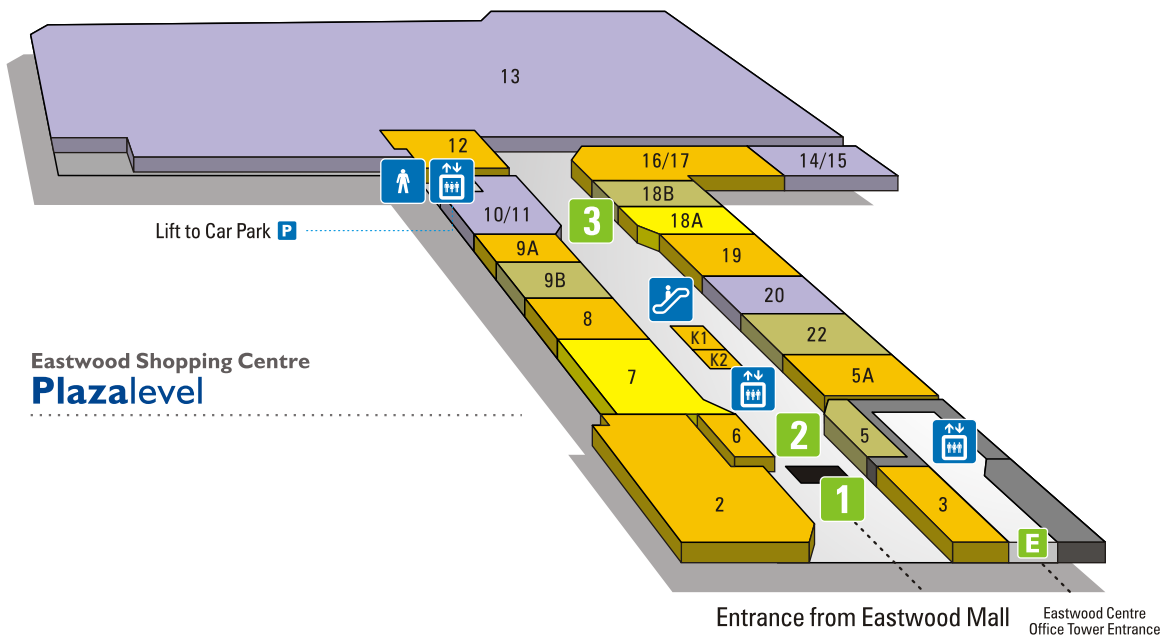 13
12
16/17
14/15
18B
10/11
3
18A
Lift to Car Park P
9A
19
9B
20
8
K1
22
K2
Eastwood Shopping Centre
Plazalevel
7
5A
6
2
5
2
1
3
E
Entrance from Eastwood Mall
Eastwood Centre
Office Tower Entrance